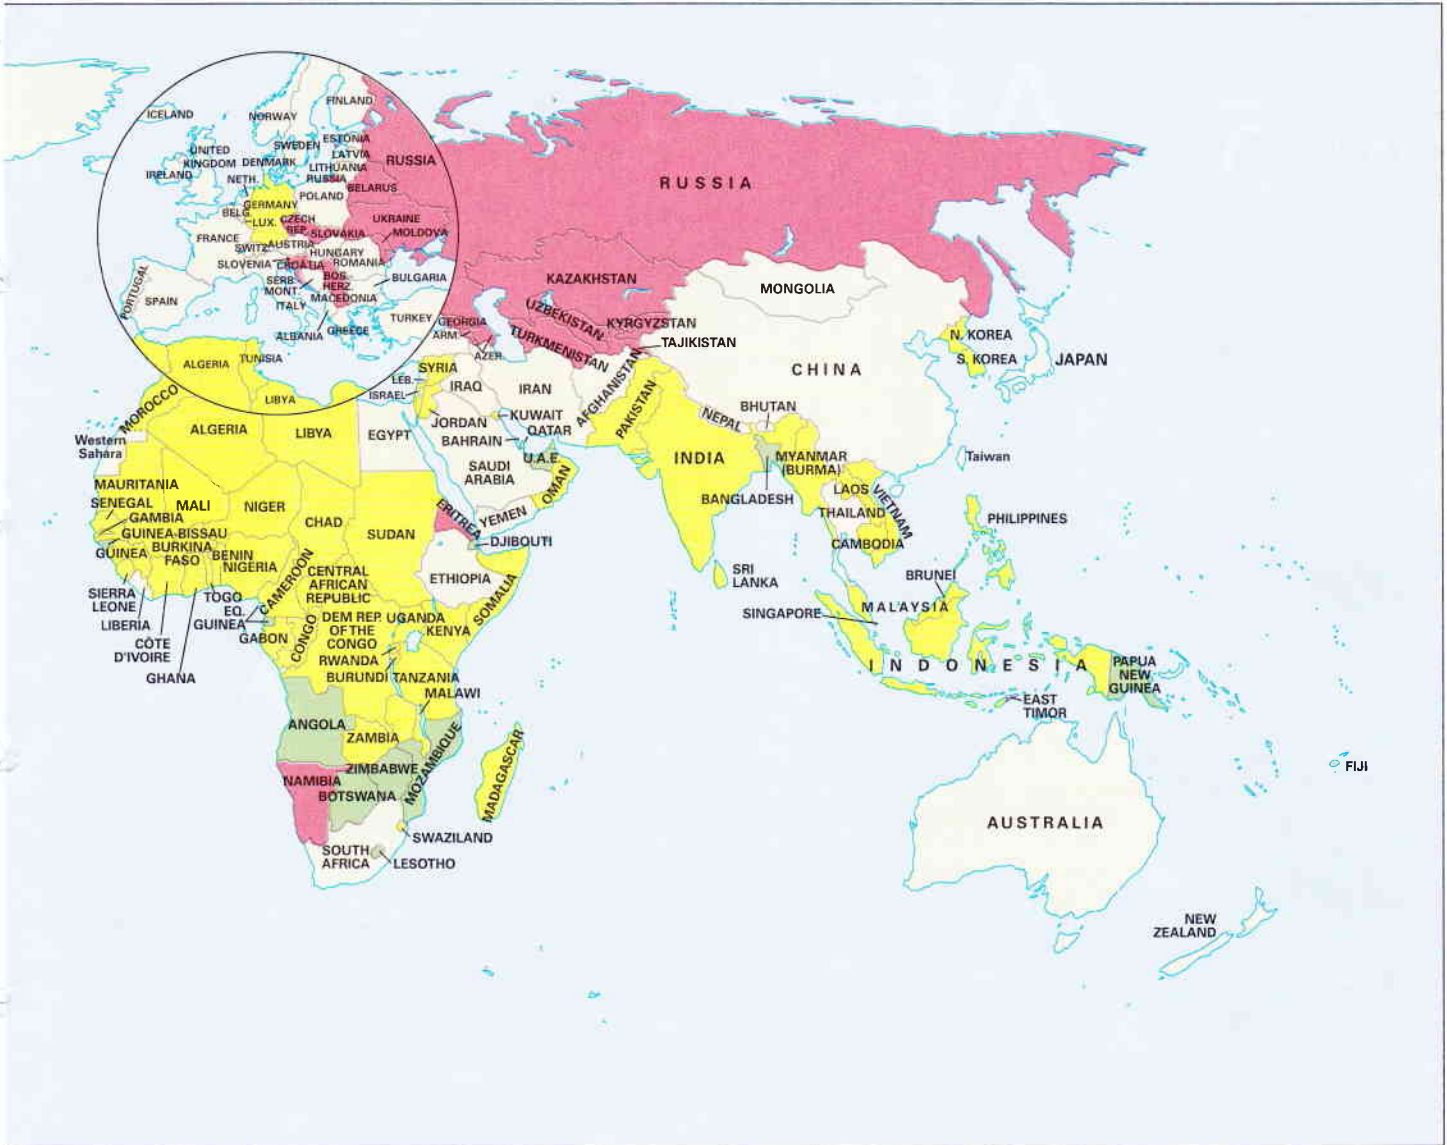 ICELAND
NORWAY
FINLAND
SWEDEN
ESTONIA
LATVIA
LITHUANIA
RUSSIA
UNITED
KINGDOM
DENMARK
IRELAND
NETH.
RUSSIA
BELARUS
POLAND
GERMANY
BELG.
LUX.
CZECH
REP.
UKRAINE
SLOVAKIA
MOLDOVA
FRANCE
SWITZ.
AUSTRIA
HUNGARY
SLOVENIA
CROATIA
ROMANIA
BOS.
HERZ.
SERB.
MONT.
BULGARIA
PORTUGAL
SPAIN
ITALY
MACEDONIA
ALBANIA
GREECE
TURKEY
ALGERIA
TUNISIA
LIBYA
RUSSIA
KAZAKHSTAN
MONGOLIA
UZBEKISTAN
KYRGYZSTAN
GEORGIA
ARM.
AZER.
TURKMENISTAN
TAJIKISTAN
N. KOREA
S. KOREA
JAPAN
CHINA
SYRIA
LEB.
ISRAEL
IRAQ
IRAN
AFGHANISTAN
PAKISTAN
JORDAN
KUWAIT
BAHRAIN
QATAR
NEPAL
BHUTAN
MOROCCO
ALGERIA
LIBYA
EGYPT
Western
Sahara
SAUDI
ARABIA
U.A.E.
OMAN
INDIA
MYANMAR
(BURMA)
Taiwan
BANGLADESH
LAOS
VIETNAM
THAILAND
CAMBODIA
PHILIPPINES
MAURITANIA
SENEGAL
MALI
NIGER
GAMBIA
CHAD
SUDAN
ERITREA
YEMEN
DJIBOUTI
GUINEA-BISSAU
GUINEA
BURKINA
FASO
BENIN
NIGERIA
CAMEROON
CENTRAL
AFRICAN
REPUBLIC
ETHIOPIA
SOMALIA
SRI
LANKA
BRUNEI
MALAYSIA
SINGAPORE
SIERRA
LEONE
LIBERIA
CÔTE
D'IVOIRE
GHANA
TOGO
EQ.
GUINEA
GABON
CONGO
DEM REP.
OF THE
CONGO
UGANDA
KENYA
RWANDA
BURUNDI
TANZANIA
MALAWI
INDONESIA
PAPUA
NEW
GUINEA
EAST
TIMOR
ANGOLA
ZAMBIA
MOZAMBIQUE
MADAGASCAR
NAMIBIA
ZIMBABWE
BOTSWANA
SWAZILAND
SOUTH
AFRICA
LESOTHO
FIJI
AUSTRALIA
NEW
ZEALAND